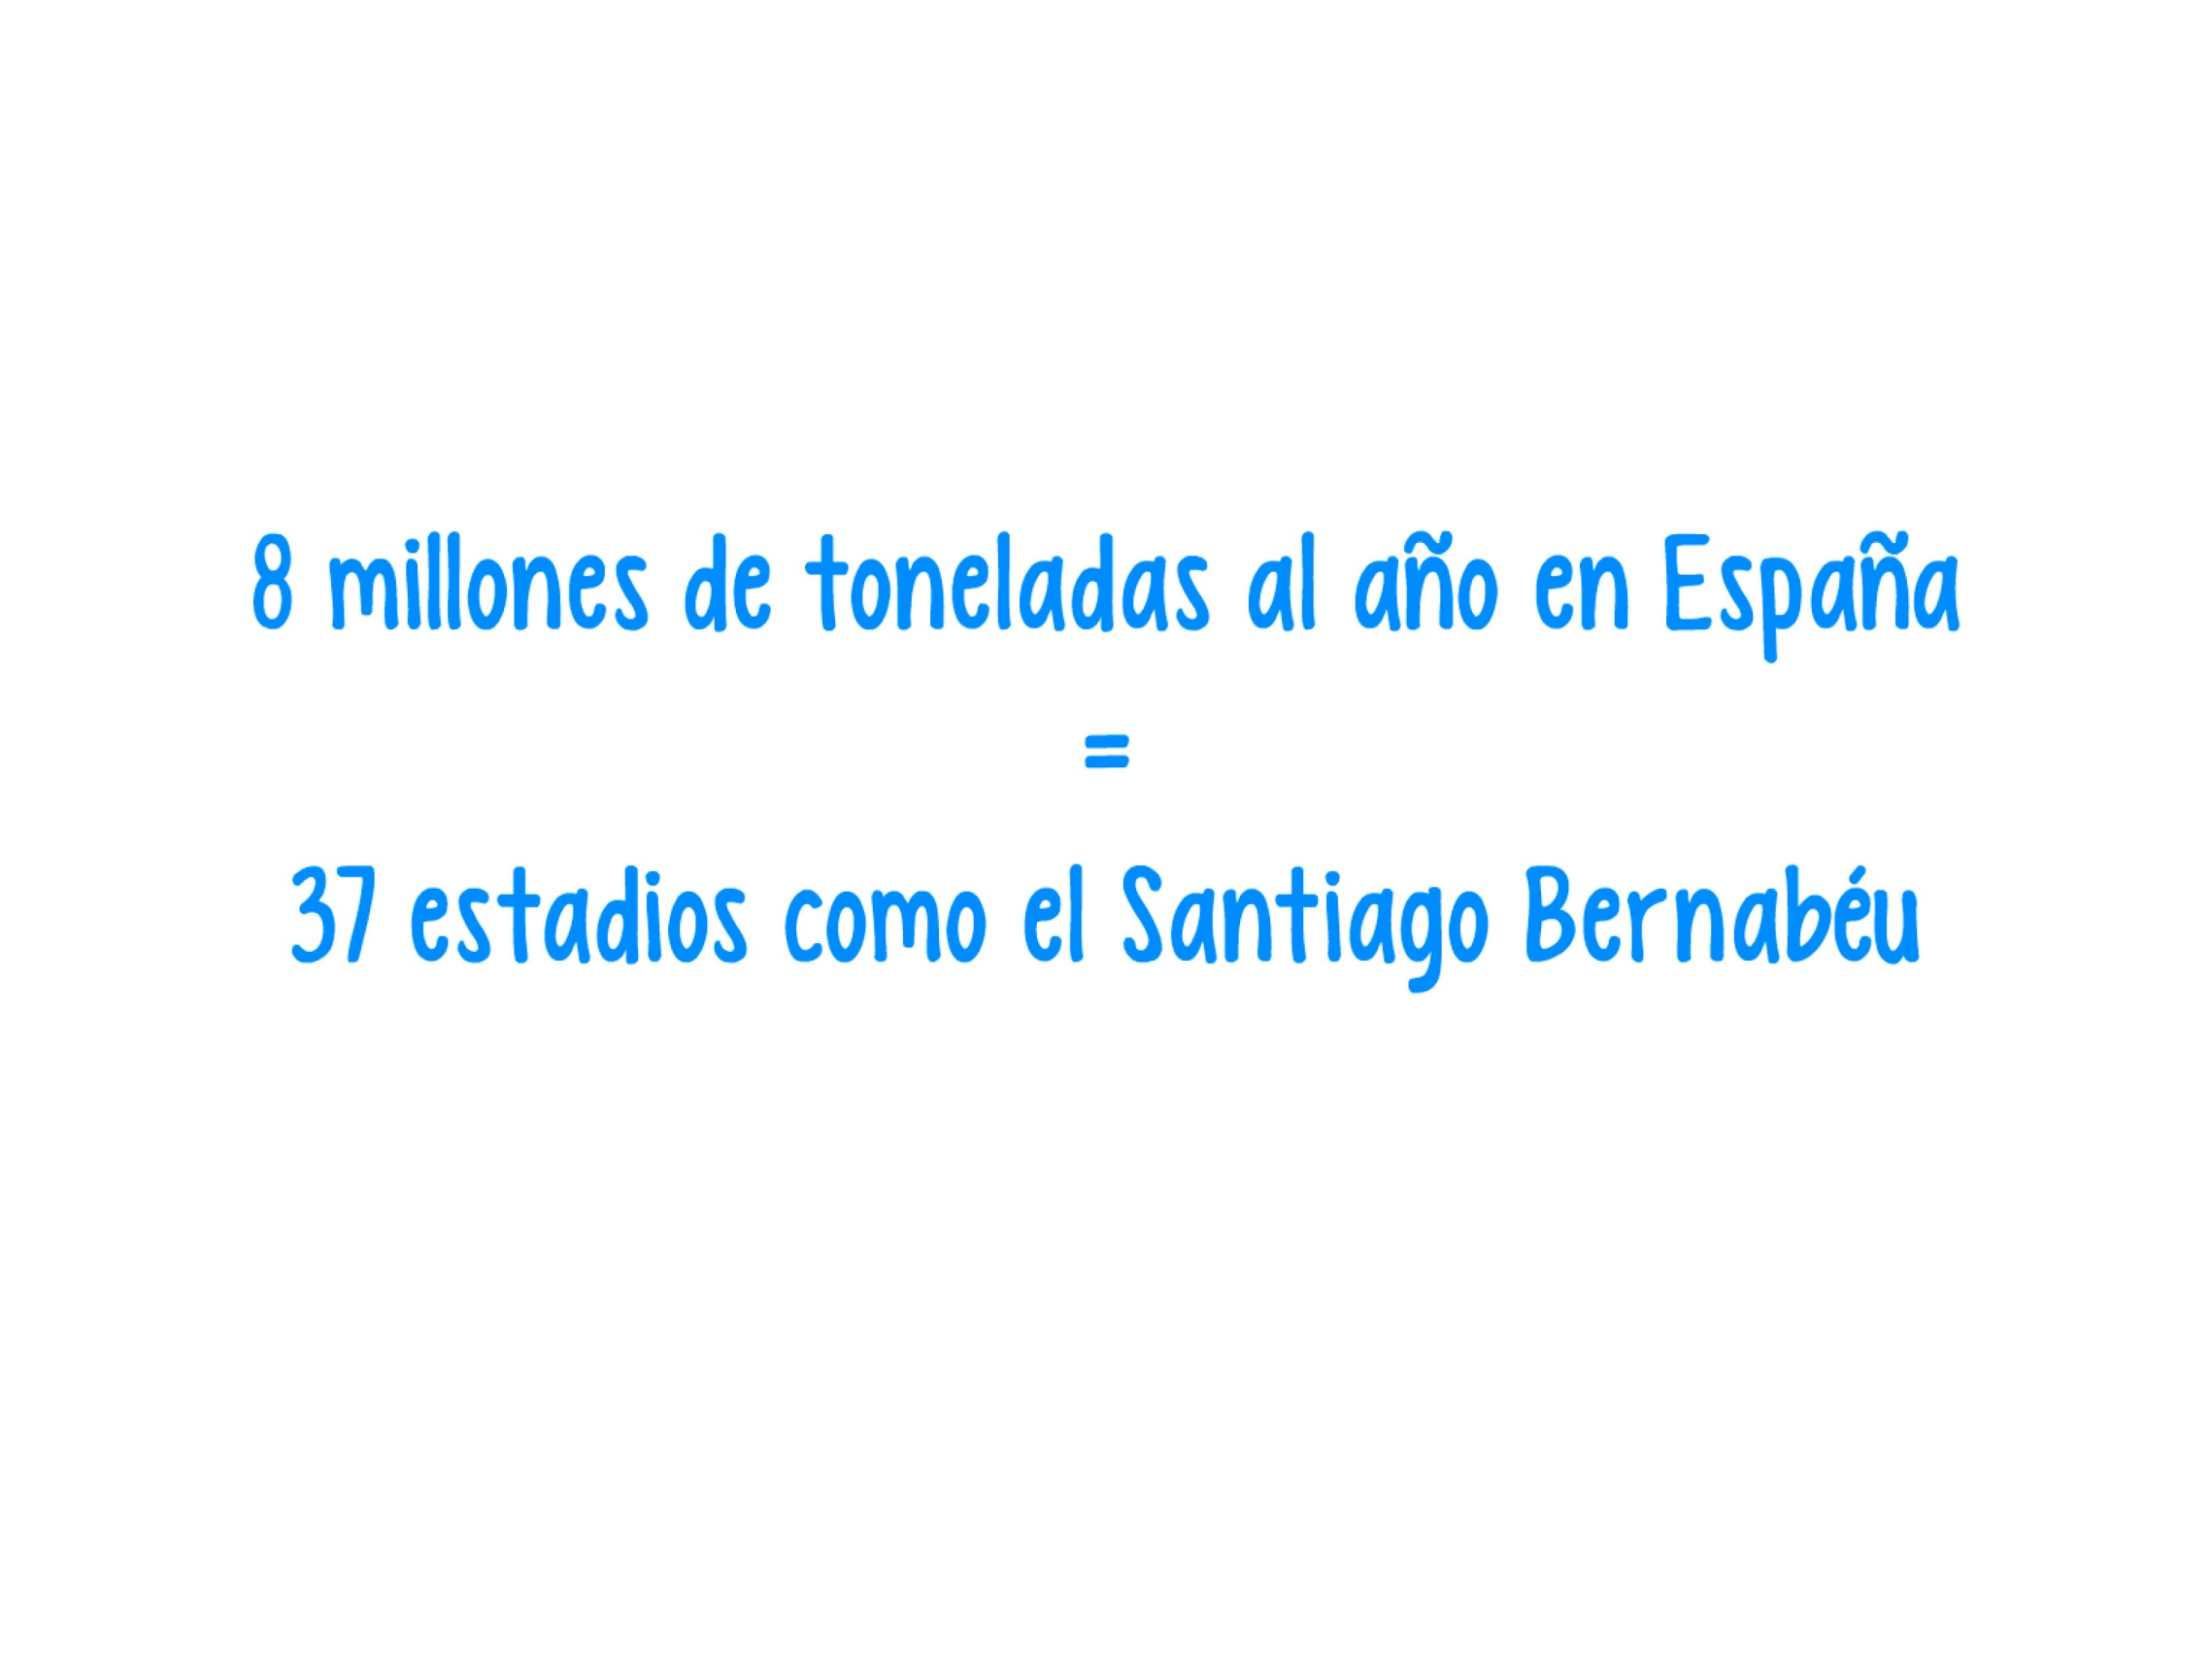 8 millones de toneladas al año en España
=
37 estadios como el Santiago Bernabéu